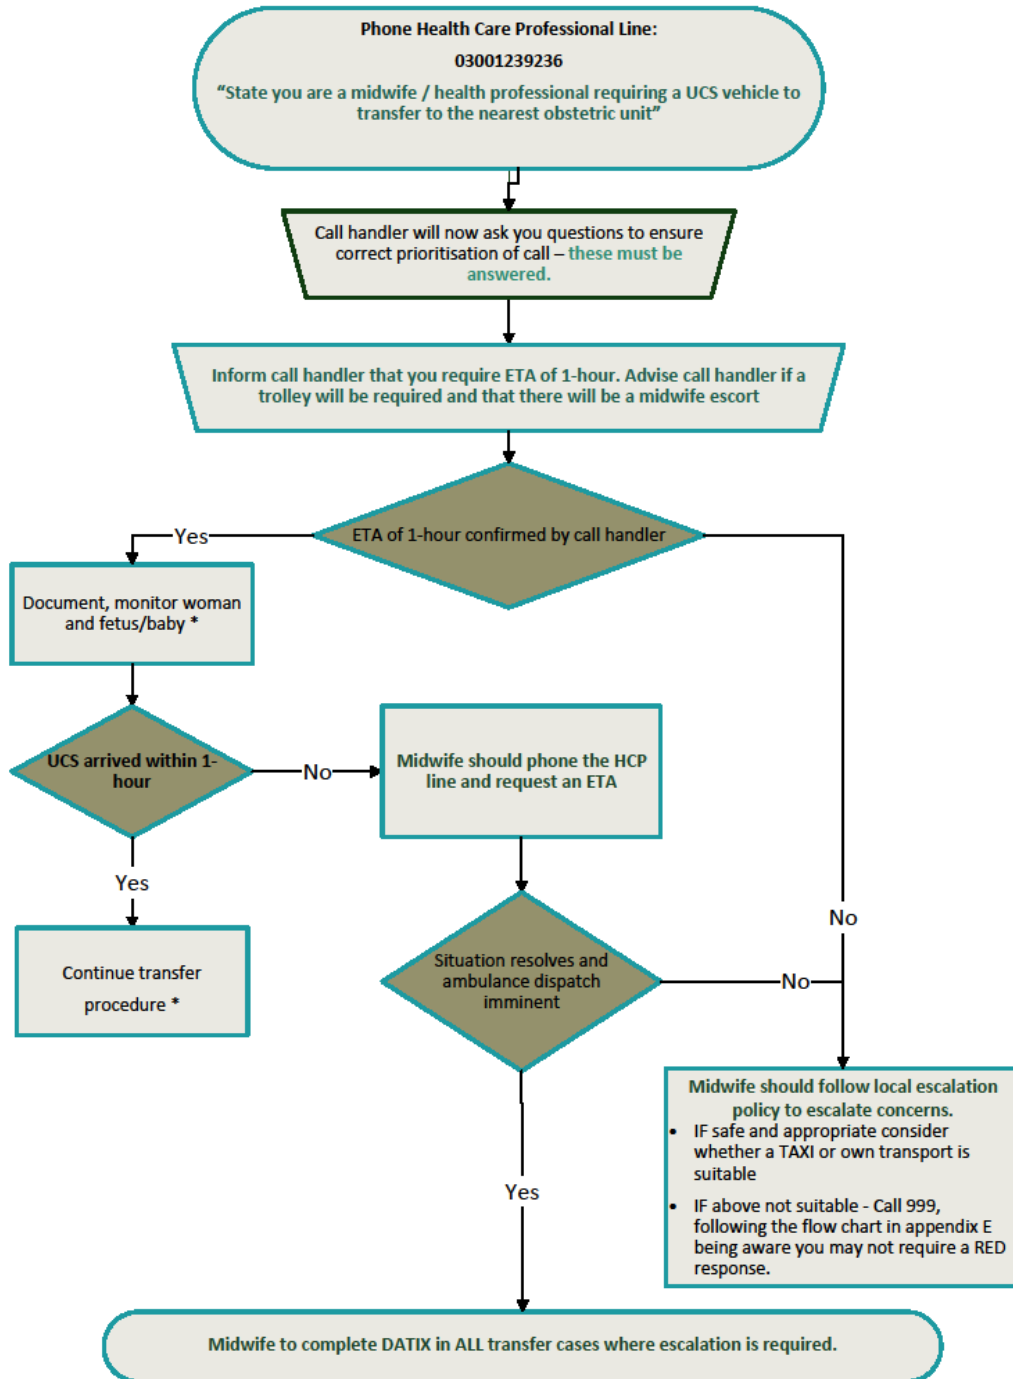 Phone Health Care Professional Line:
03001239236
“State you are a midwife / health professional requiring a UCS vehicle to
transfer to the nearest obstetric unit”
Call handler will now ask you questions to ensure
correct prioritisation of call – these must be
answered.
Inform call handler that you require ETA of 1-hour. Advise call handler if a
trolley will be required and that there will be a midwife escort
ETA of 1-hour confirmed by call handler
Yes
Document, monitor woman
and fetus/baby *
UCS arrived within 1-
hour
No
Midwife should phone the HCP
line and request an ETA
Yes
Continue transfer
procedure *
Situation resolves and
ambulance dispatch
imminent
No
No
Midwife should follow local escalation
policy to escalate concerns.
• IF safe and appropriate consider
whether a TAXI or own transport is
suitable
• IF above not suitable - Call 999,
following the flow chart in appendix E
being aware you may not require a RED
response.
Yes
Midwife to complete DATIX in ALL transfer cases where escalation is required.